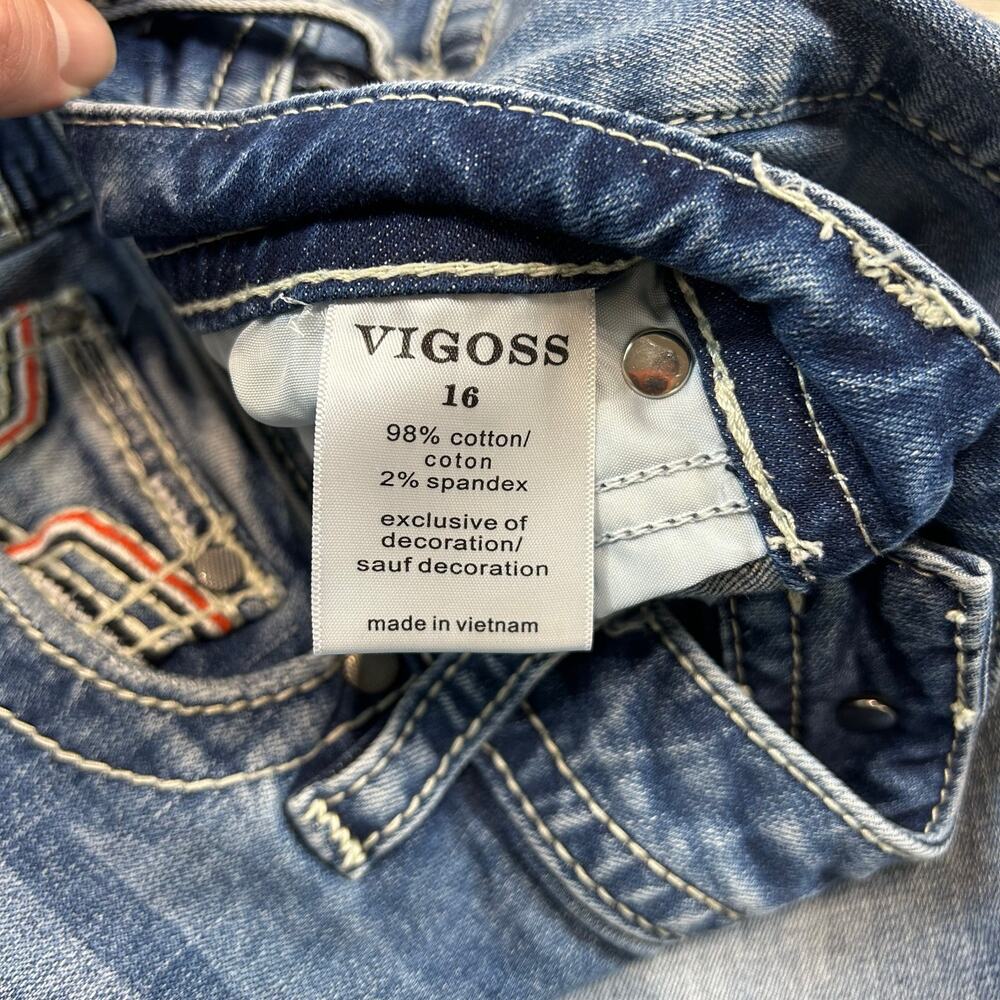 VIGOSS
16
98% cotton/
coton
2% spandex
exclusive of
decoration/
sauf decoration
made in vietnam